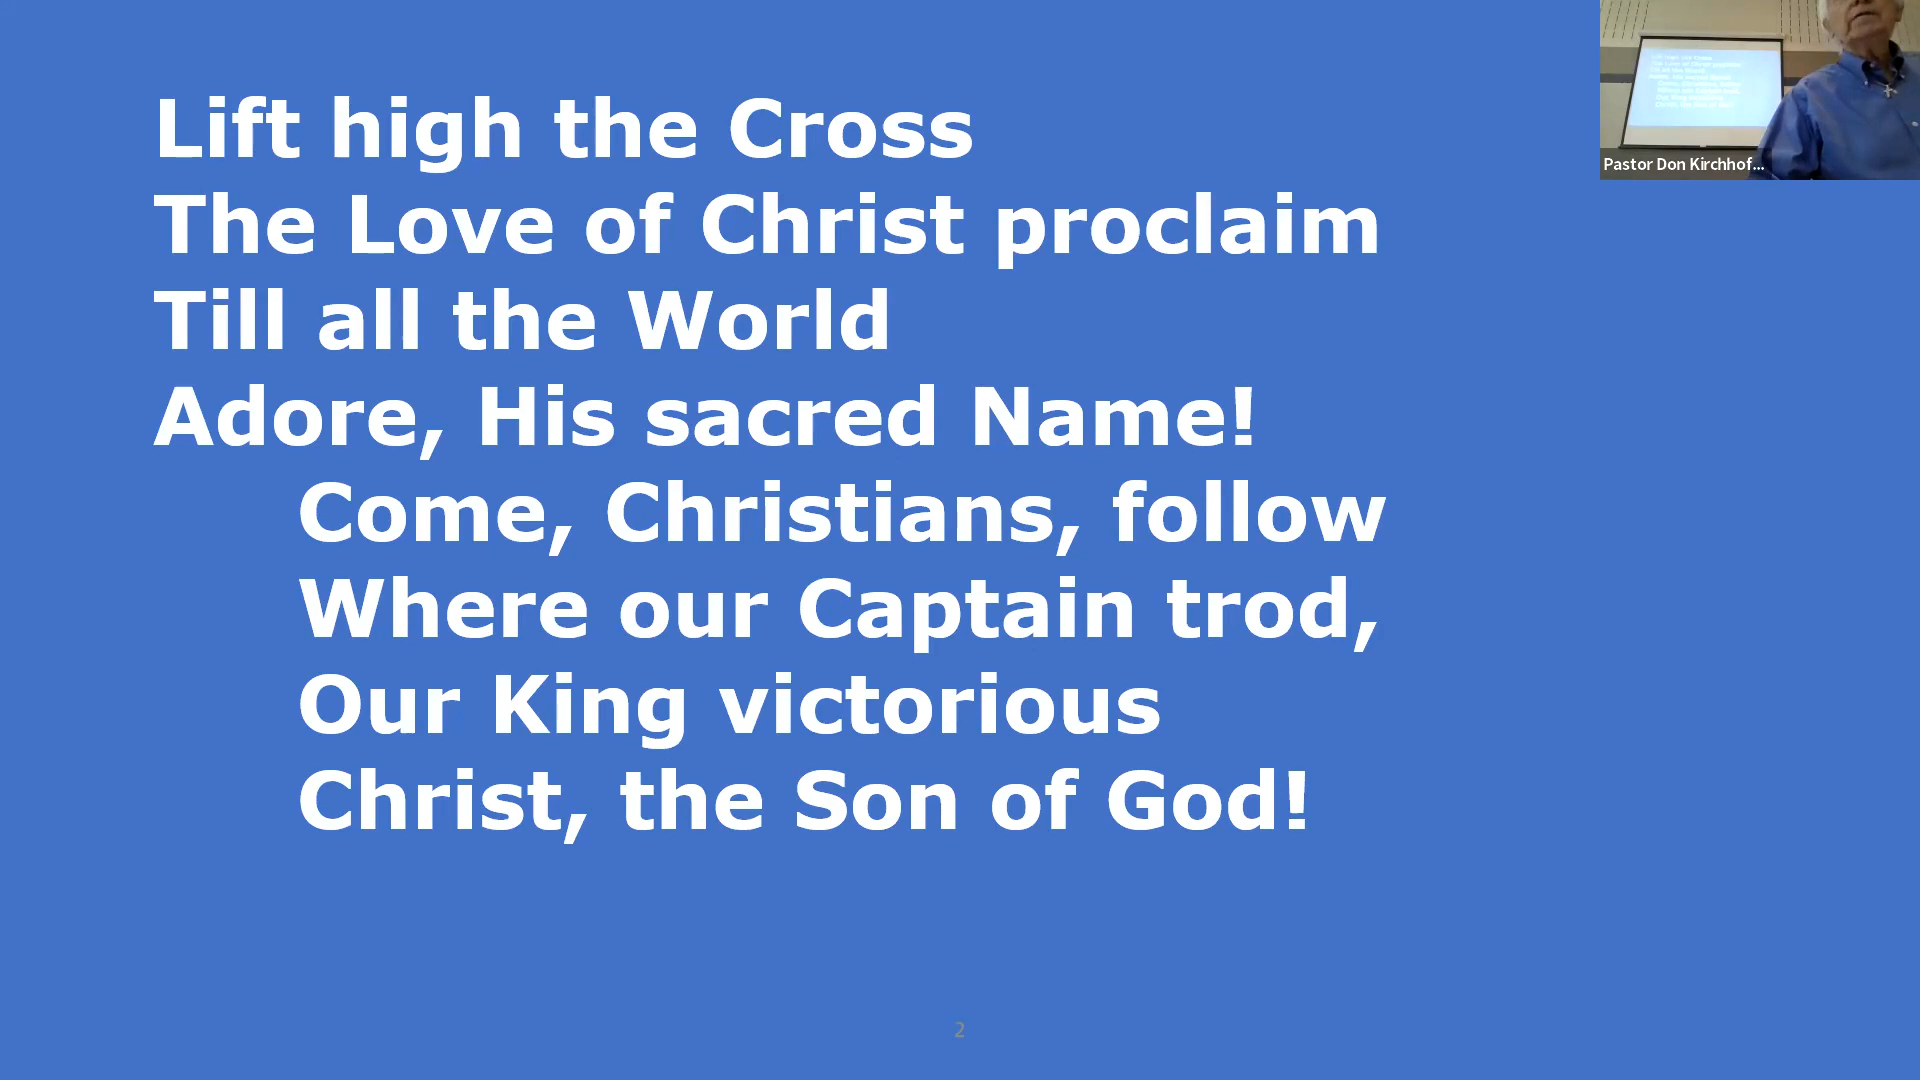 Lift high the Cross
The Love of Christ proclaim
Till all the World
Adore, His sacred Name!
Come, Christians, follow
Where our Captain trod,
Our King victorious
Christ, the Son of God!
Pastor Don Kirchhof...
2